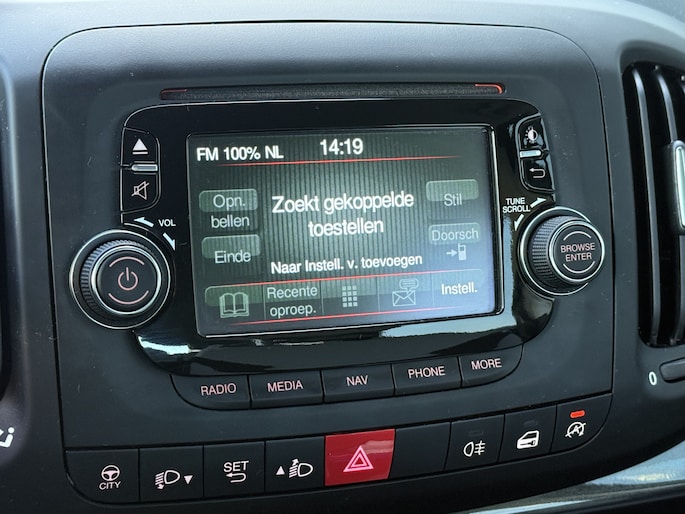 FM 100% NL 14:19
Opn. bellen
Zoekt gekoppelde
toestellen
Stil
Einde
Doorsch
Naar Instell. v. toevoegen
Recente
oproep.
Instell.
VOL
TUNE
SCROLL
BROWSE
ENTER
RADIO MEDIA NAV PHONE MORE
CITY
SET
0